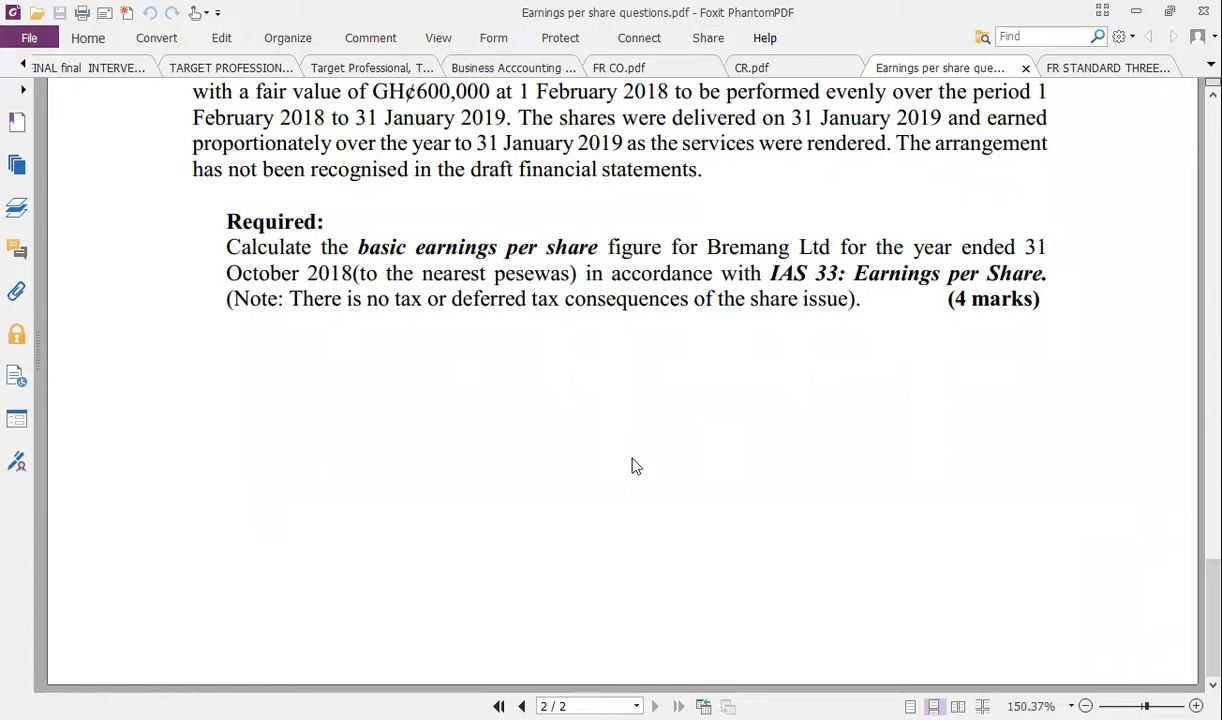 Earnings per share questions.pdf - Foxit PhantomPDF
File Home Convert Edit Organize Comment View Form Protect Connect Share Help Find
INAL final INTERVE... TARGET PROFESSION... Target Professional, T... Business Acccounting ... FR CO.pdf CR.pdf Earnings per share que... x FR STANDARD THREE...
with a fair value of GH¢600,000 at 1 February 2018 to be performed evenly over the period 1
February 2018 to 31 January 2019. The shares were delivered on 31 January 2019 and earned
proportionately over the year to 31 January 2019 as the services were rendered. The arrangement
has not been recognised in the draft financial statements.
Required:
Calculate the basic earnings per share figure for Bremang Ltd for the year ended 31
October 2018(to the nearest pesewas) in accordance with IAS 33: Earnings per Share.
(Note: There is no tax or deferred tax consequences of the share issue). (4 marks)
2 / 2 150.37%